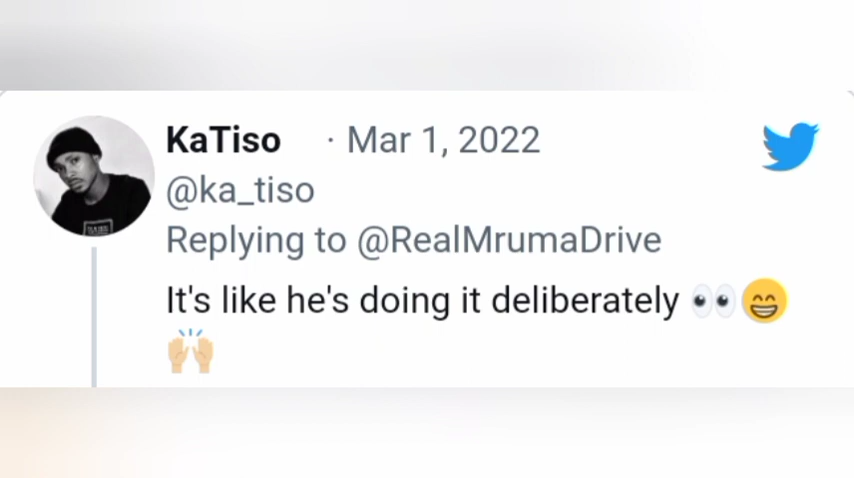 KaTiso · Mar 1, 2022
@ka_tiso
Replying to @RealMrumaDrive
It's like he's doing it deliberately 👀😁
🙌🏼